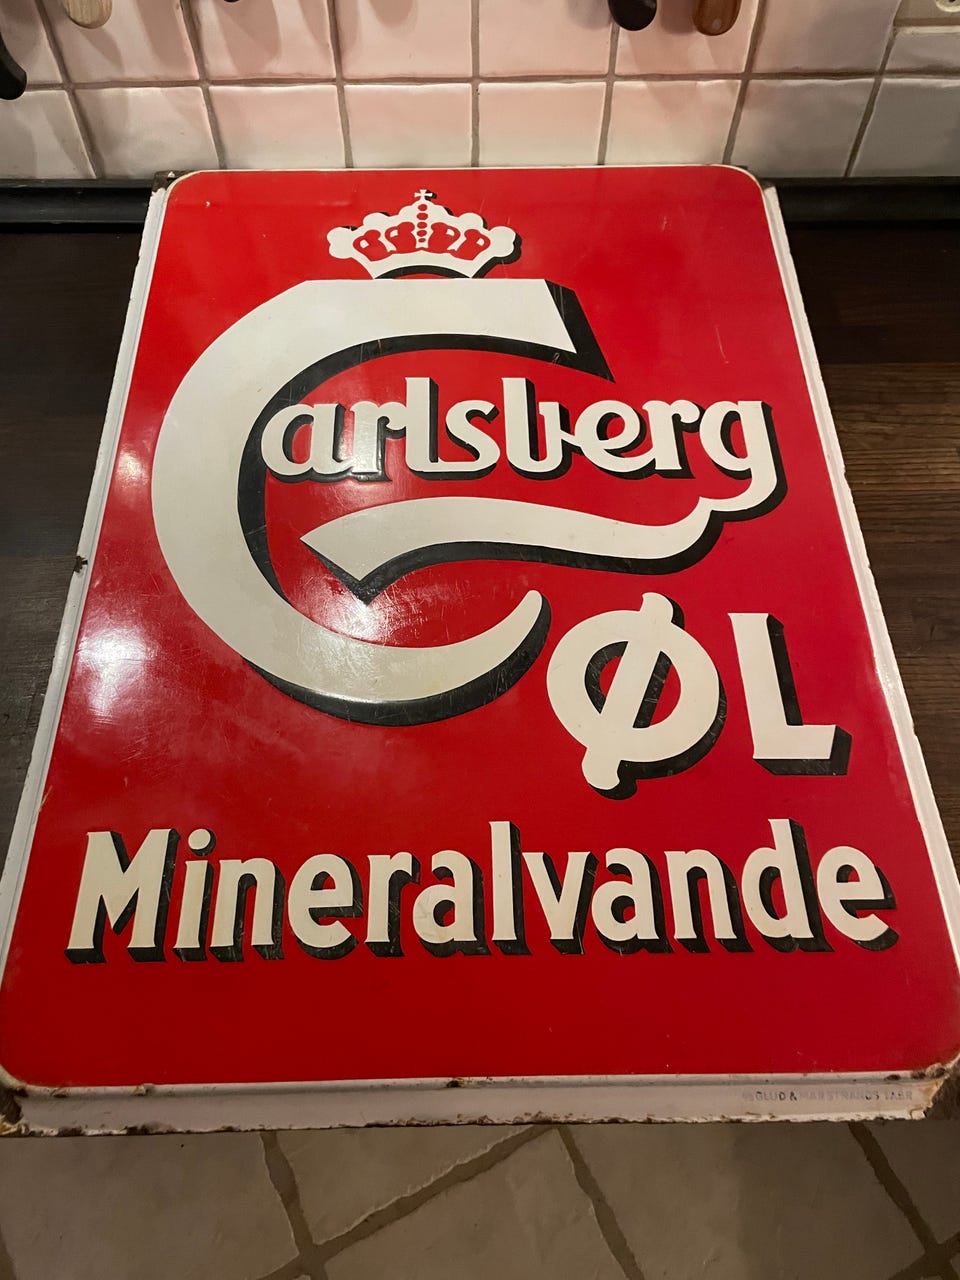 Carlsberg
ØL
Mineralvande
GLUD & MARSTRANDS FABR